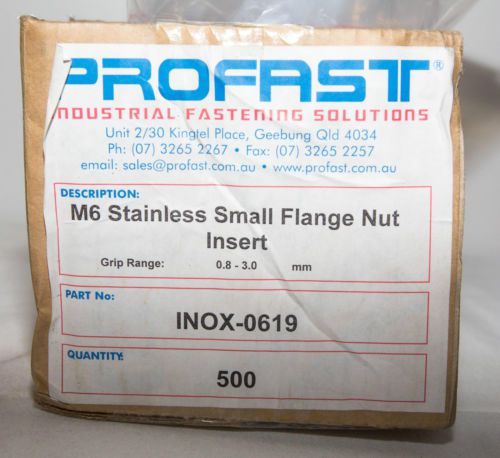 PROFAST®
INDUSTRIAL FASTENING SOLUTIONS
Unit 2/30 Kingtel Place, Geebung Qld 4034
Ph: (07) 3265 2267 • Fax: (07) 3265 2257
email: sales@profast.com.au • www.profast.com.au
DESCRIPTION:
M6 Stainless Small Flange Nut
Insert
Grip Range: 0.8 - 3.0 mm
PART No:
INOX-0619
QUANTITY:
500